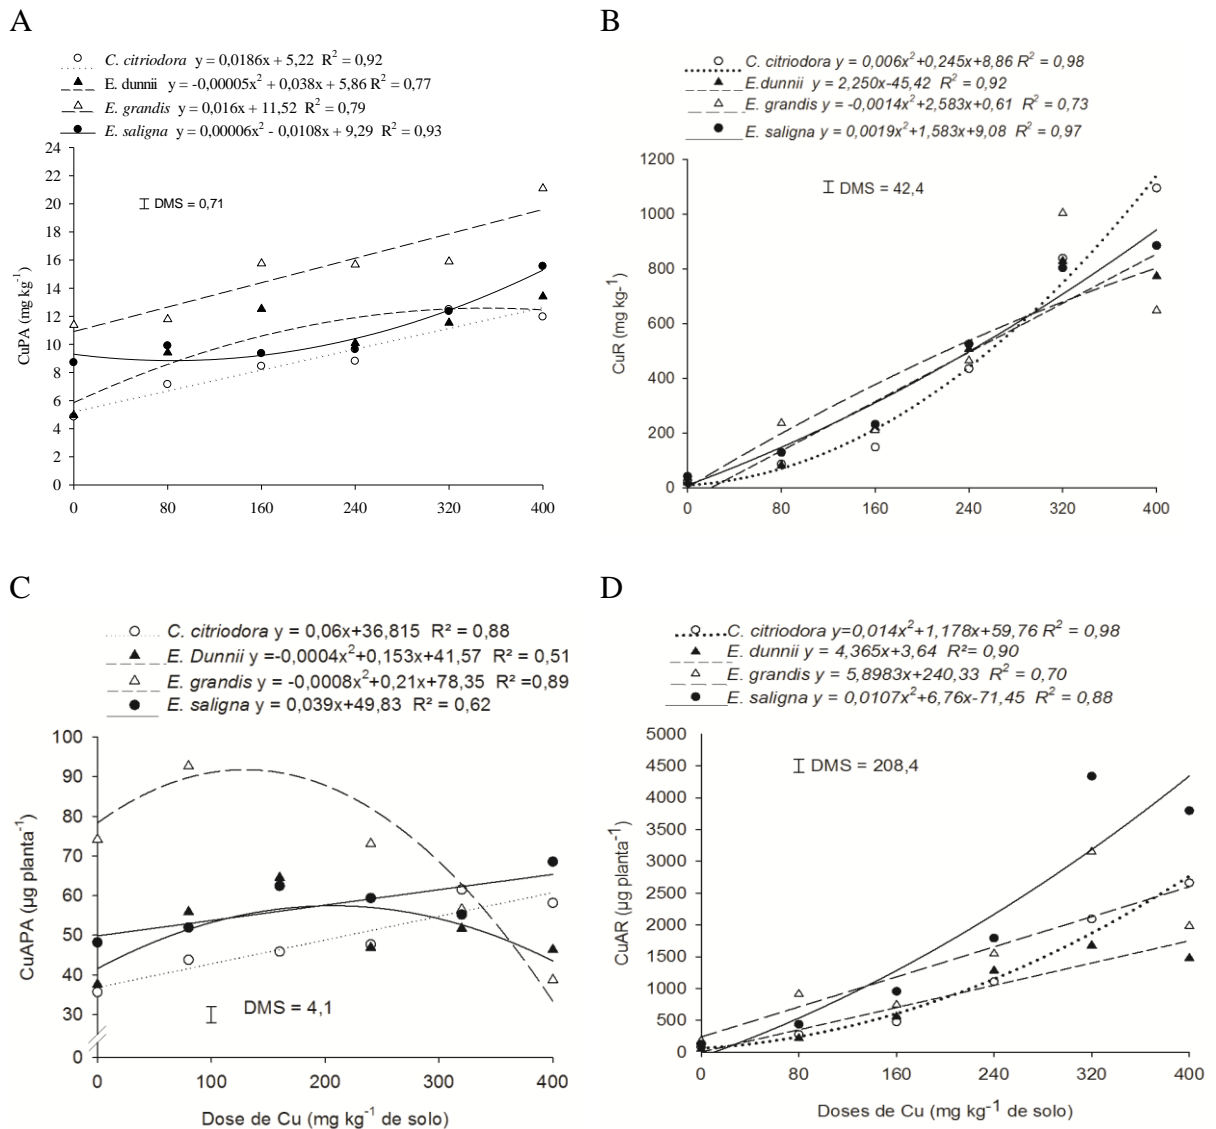 A
C. citriodora y = 0,0186x + 5,22 R² = 0,92
E. dunnii y = -0,00005x² + 0,038x + 5,86 R² = 0,77
E. grandis y = 0,016x + 11,52 R² = 0,79
E. saligna y = 0,00006x² - 0,0108x + 9,29 R² = 0,93
24
22
20
18
16
14
12
10
8
6
4
2
0
CuPA (mg kg⁻¹)
DMS = 0,71
0 80 160 240 320 400
B
C. citriodora y = 0,006x²+0,245x+8,86 R² = 0,98
E.dunnii y = 2,250x-45,42 R² = 0,92
E. grandis y = -0,0014x²+2,583x+0,61 R² = 0,73
E. saligna y = 0,0019x²+1,583x+9,08 R² = 0,97
1200
1000
800
600
400
200
0
CuR (mg kg-¹)
DMS = 42,4
0 80 160 240 320 400
C
C. citriodora y = 0,06x+36,815 R² = 0,88
E. Dunnii y =-0,0004x²+0,153x+41,57 R² = 0,51
E. grandis y = -0,0008x²+0,21x+78,35 R² =0,89
E. saligna y = 0,039x+49,83 R² = 0,62
100
90
80
70
60
50
40
30
0
CuAPA (µg planta⁻¹)
DMS = 4,1
0 100 200 300 400
Dose de Cu (mg kg⁻¹ de solo)
D
C. citriodora y=0,014x²+1,178x+59,76 R² = 0,98
E. dunnii y = 4,365x+3,64 R²= 0,90
E. grandis y = 5,8983x+240,33 R² = 0,70
E. saligna y = 0,0107x²+6,76x-71,45 R² = 0,88
5000
4500
4000
3500
3000
2500
2000
1500
1000
500
0
CuAR (µg planta⁻¹)
DMS = 208,4
0 80 160 240 320 400
Doses de Cu (mg kg⁻¹ de solo)